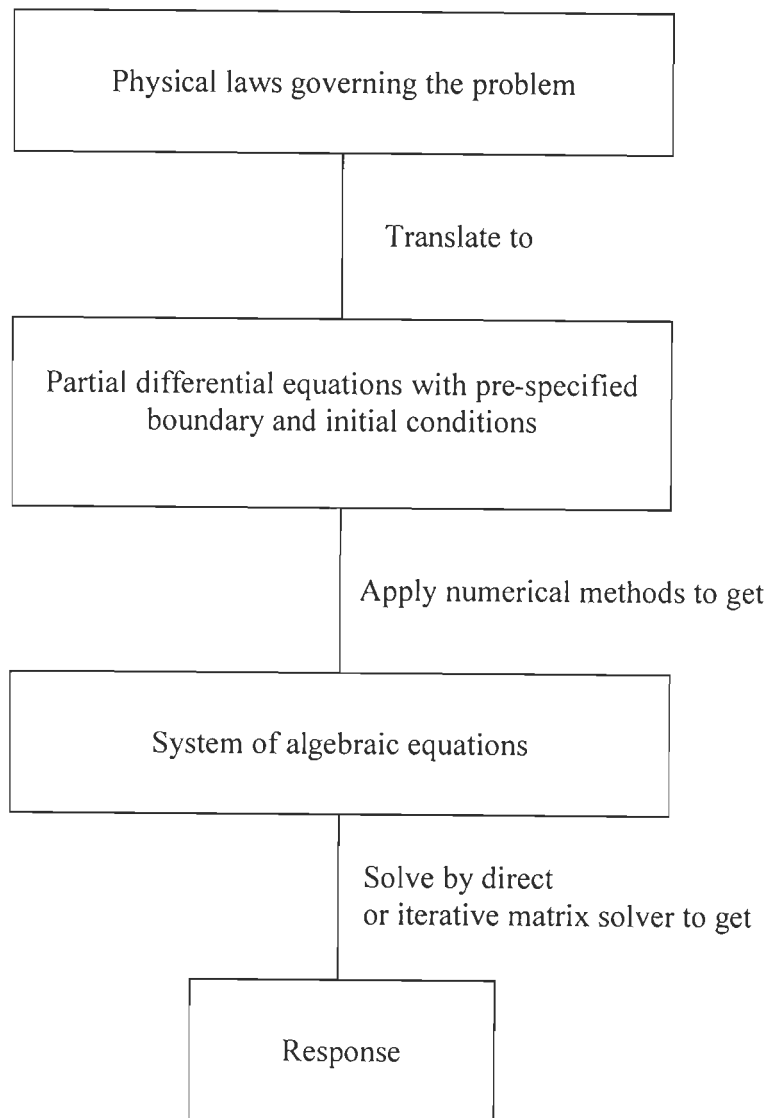 Physical laws governing the problem
Translate to
Partial differential equations with pre-specified
boundary and initial conditions
Apply numerical methods to get
System of algebraic equations
Solve by direct
or iterative matrix solver to get
Response